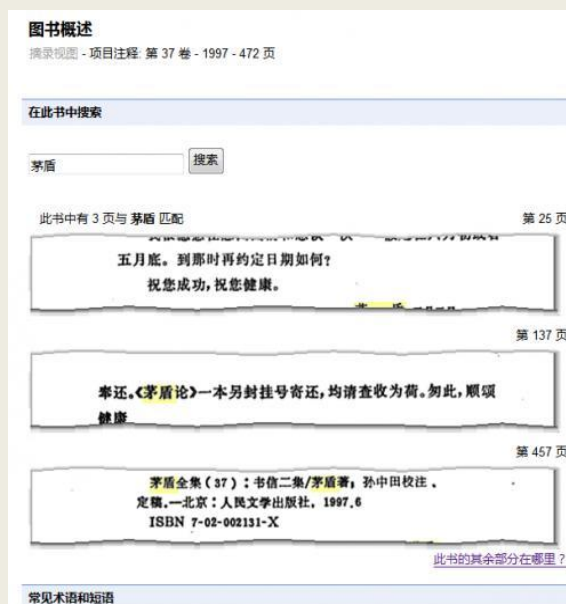 图书概述
摘录视图 - 项目注释: 第 37 卷 - 1997 - 472 页
在此书中搜索
茅盾
搜索
此书中有 3 页与 茅盾 匹配
第 25 页
五月底。到那时再约定日期如何?
祝您成功,祝您健康。
第 137 页
奉还。《茅盾论》一本另封挂号寄还,均请查收为荷。匆此,顺颂
健康
第 457 页
茅盾全集(37):书信二集/茅盾著;孙中田校注.
定稿.—北京:人民文学出版社,1997.6
ISBN 7-02-002131-X
此书的其余部分在哪里?
常见术语和短语